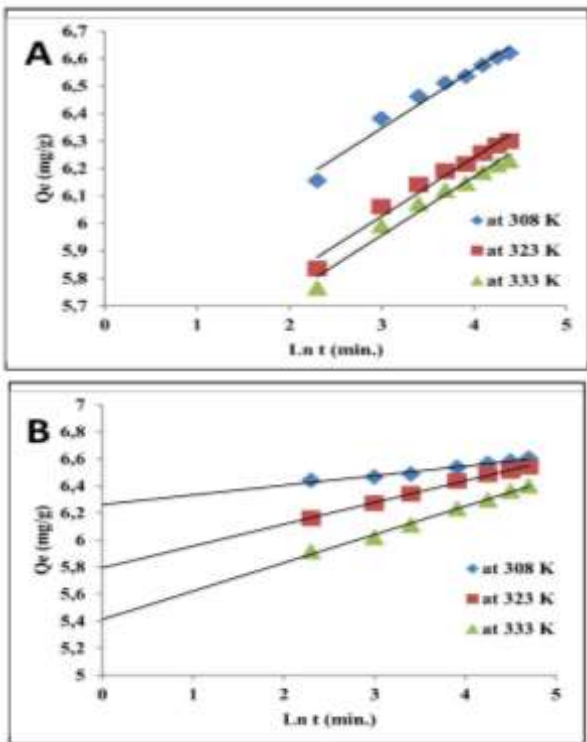 A
6,7
6,6
6,5
6,4
6,3
6,2
6,1
6
5,9
5,8
5,7
Qe (mg/g)
at 308 K
at 323 K
at 333 K
0 1 2 3 4 5
Ln t (min.)
B
7
6,8
6,6
6,4
6,2
6
5,8
5,6
5,4
5,2
5
Qe (mg/g)
at 308 K
at 323 K
at 333 K
0 1 2 3 4 5
Ln t (min.)